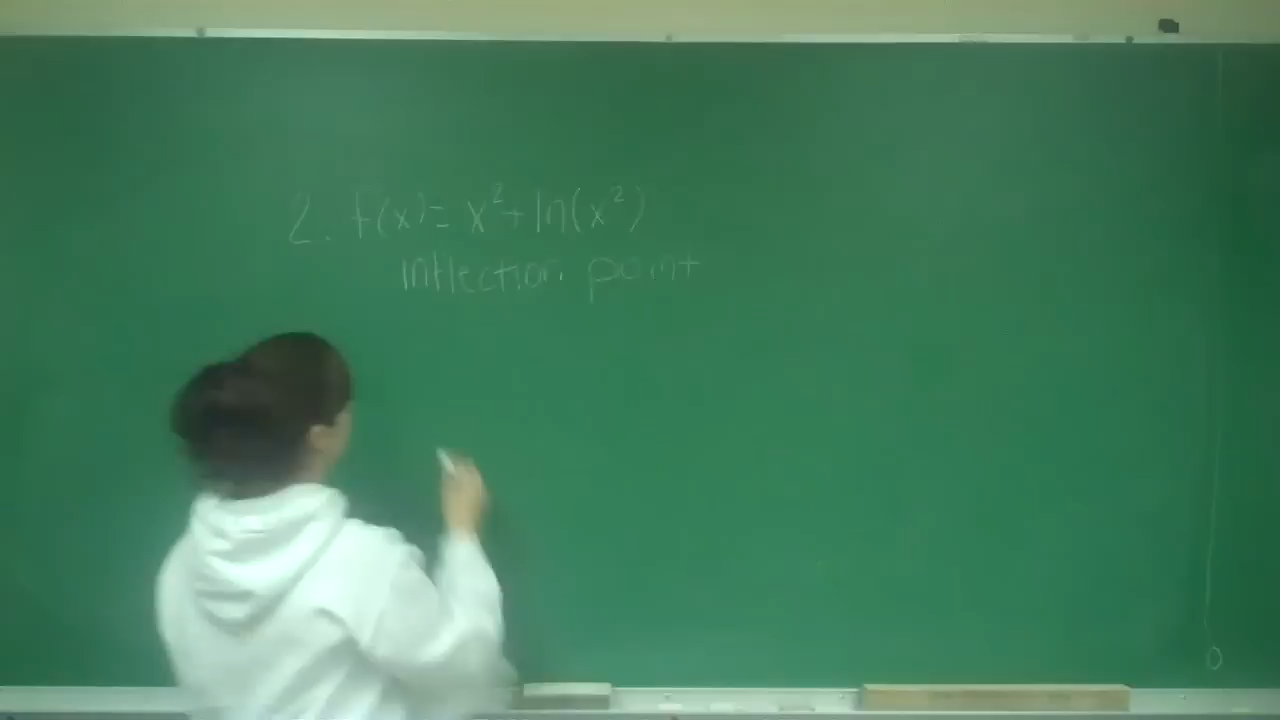 2. f(x) = x² + ln(x²)
inflection point